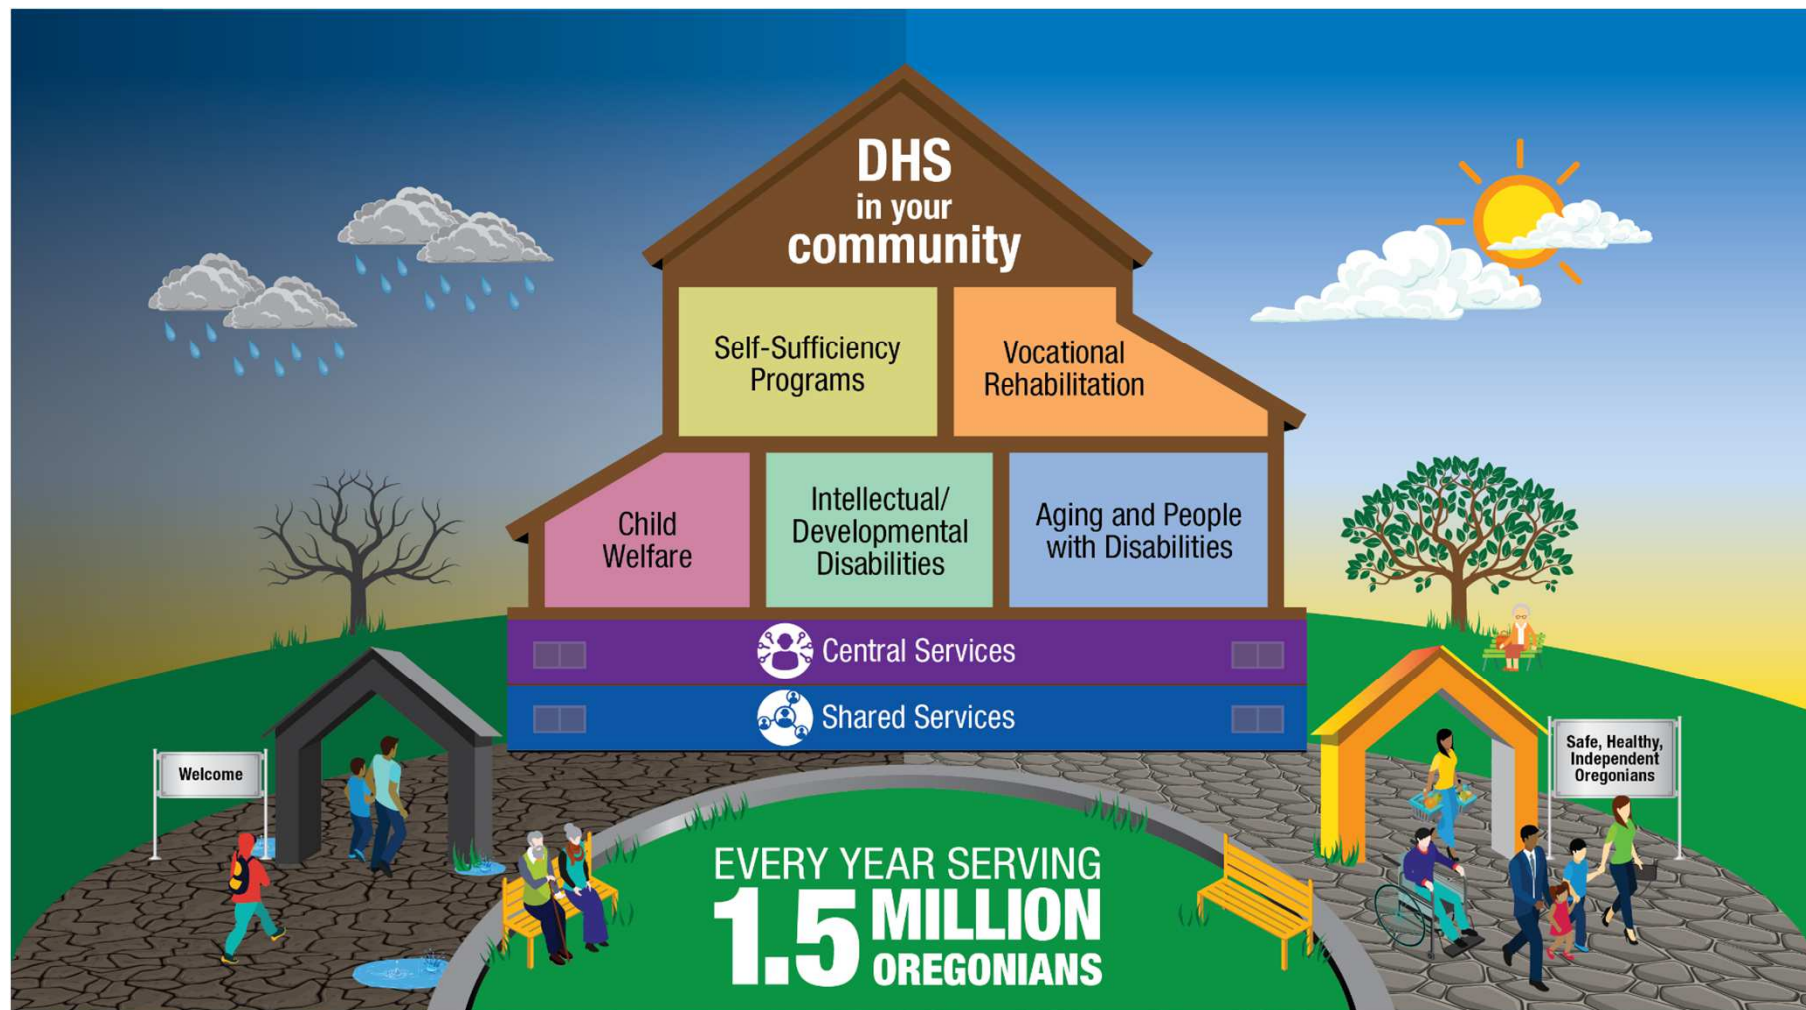 DHS
in your
community
Self-Sufficiency
Programs
Vocational
Rehabilitation
Child
Welfare
Intellectual/
Developmental
Disabilities
Aging and People
with Disabilities
Central Services
Shared Services
Welcome
Safe, Healthy,
Independent
Oregonians
EVERY YEAR SERVING
1.5 MILLION
OREGONIANS